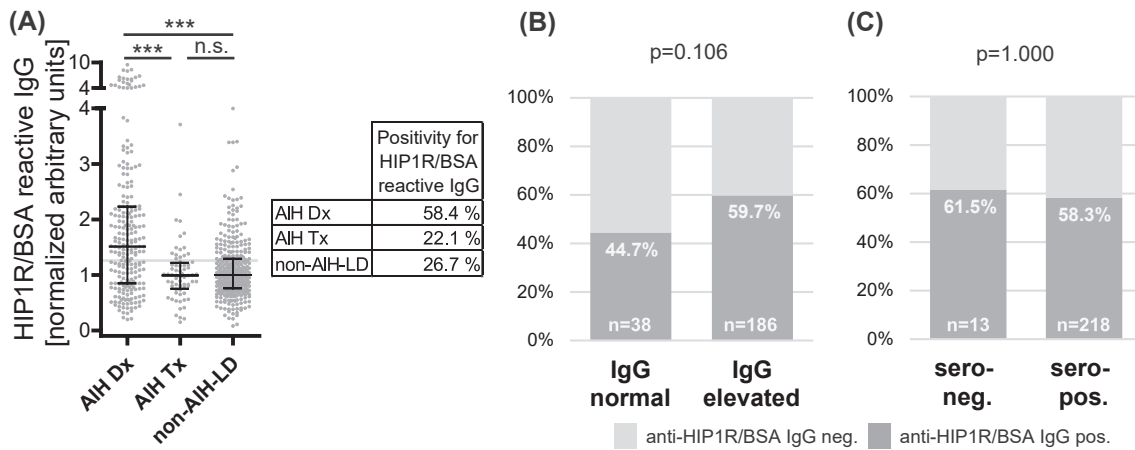 (A)
***
***
n.s.
HIP1R/BSA reactive IgG
[normalized arbitrary units]
10
4
4
3
2
1
0
AIH Dx
AIH Tx
non-AIH-LD
Positivity for
HIP1R/BSA
reactive IgG
AIH Dx 58.4 %
AIH Tx 22.1 %
non-AIH-LD 26.7 %
(B)
p=0.106
100%
80%
60%
40%
20%
0%
44.7%
59.7%
n=38
n=186
IgG
normal
IgG
elevated
(C)
p=1.000
100%
80%
60%
40%
20%
0%
61.5%
58.3%
n=13
n=218
sero-
neg.
sero-
pos.
anti-HIP1R/BSA IgG neg.
anti-HIP1R/BSA IgG pos.